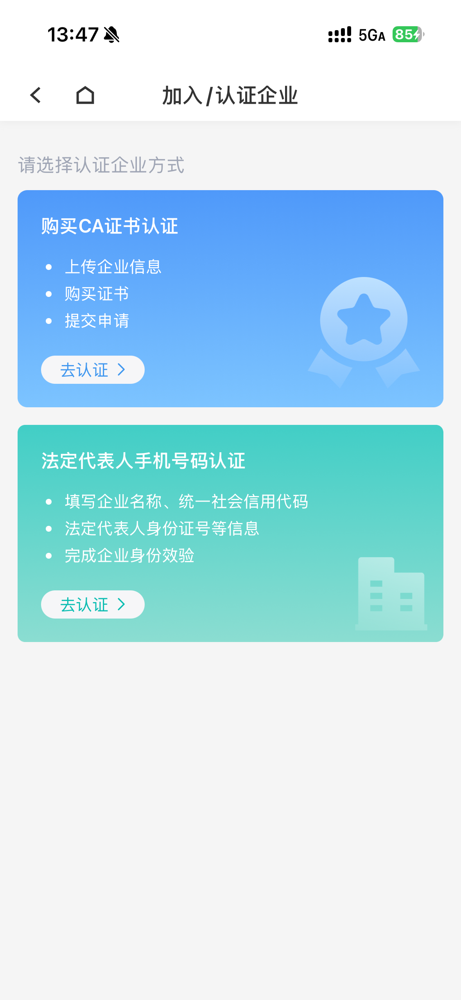 13:47
5GA
85
加入/认证企业
请选择认证企业方式
购买CA证书认证
上传企业信息
购买证书
提交申请
去认证
法定代表人手机号码认证
填写企业名称、统一社会信用代码
法定代表人身份证号等信息
完成企业身份效验
去认证